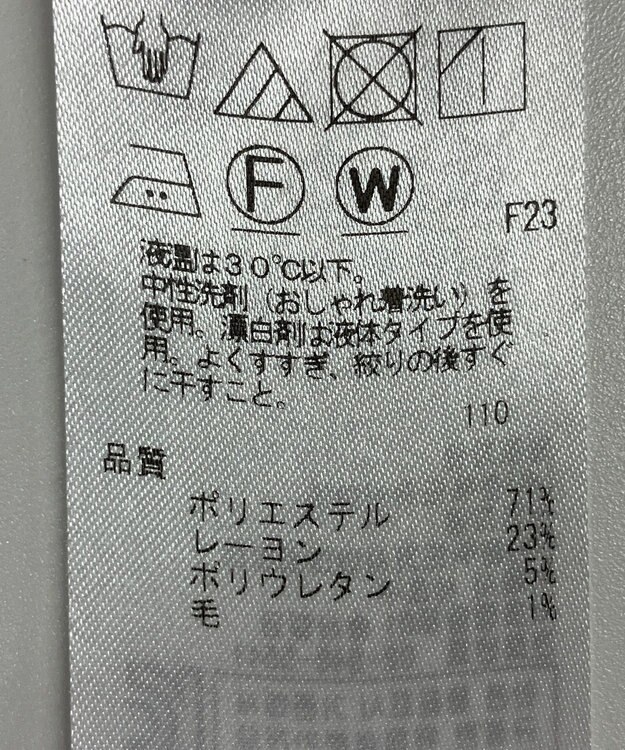 F
W
F23
液温は30℃以下。
中性洗剤(おしゃれ着洗い)を
使用。漂白剤は液体タイプを使
用。よくすすぎ、絞りの後すぐ
に干すこと。
110
品質
ポリエステル 71%
レーヨン 23%
ポリウレタン 5%
毛 1%